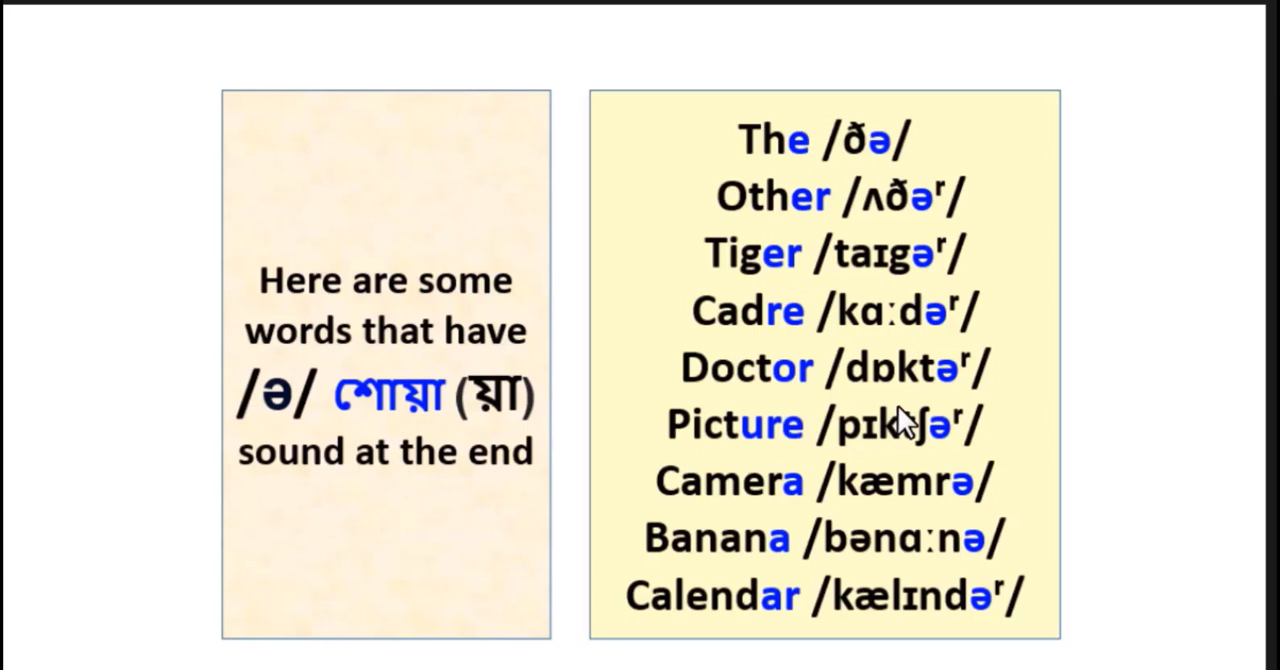 Here are some
words that have
/ə/ শোয়া (য়া)
sound at the end
The /ðə/
Other /ʌðəʳ/
Tiger /taɪgəʳ/
Cadre /kɑːdəʳ/
Doctor /dɒktəʳ/
Picture
Camera /kæmrə/
Banana /bənɑːnə/
Calendar /kælɪndəʳ/